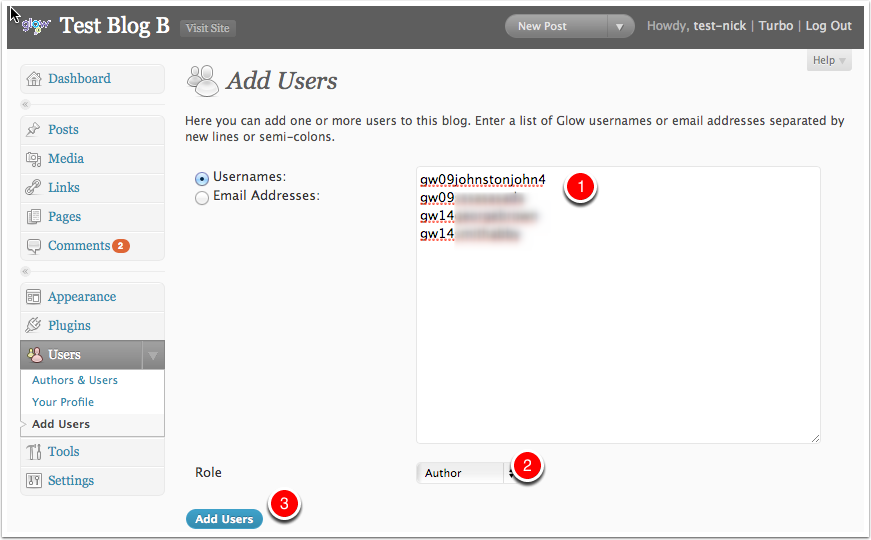 glow Test Blog B Visit Site New Post Howdy, test-nick | Turbo | Log Out
Help
Dashboard
Posts
Media
Links
Pages
Comments 2
Appearance
Plugins
Users
Authors & Users
Your Profile
Add Users
Tools
Settings
Add Users
Here you can add one or more users to this blog. Enter a list of Glow usernames or email addresses separated by
new lines or semi-colons.
Usernames:
Email Addresses:
gw09johnstonjohn4
gw09
gw14
gw14
1
Role
Author
2
Add Users
3